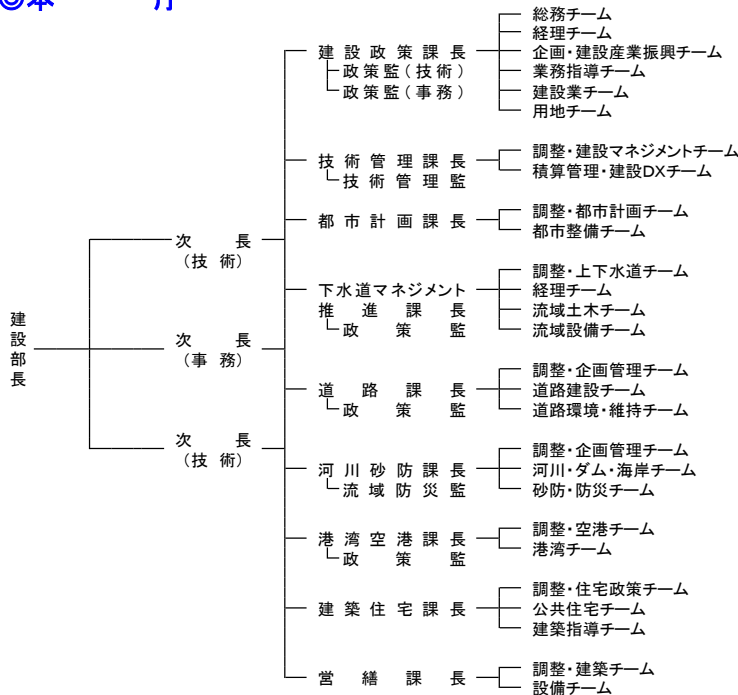 ◎本 庁
建設部長
次長
(技術)
次長
(事務)
次長
(技術)
建設政策課長
政策監(技術)
政策監(事務)
総務チーム
経理チーム
企画・建設産業振興チーム
業務指導チーム
建設業チーム
用地チーム
技術管理課長
技術管理監
調整・建設マネジメントチーム
積算管理・建設DXチーム
都市計画課長
調整・都市計画チーム
都市整備チーム
下水道マネジメント
推進課長
政策監
調整・上下水道チーム
経理チーム
流域土木チーム
流域設備チーム
道路課長
政策監
調整・企画管理チーム
道路建設チーム
道路環境・維持チーム
河川砂防課長
流域防災監
調整・企画管理チーム
河川・ダム・海岸チーム
砂防・防災チーム
港湾空港課長
政策監
調整・空港チーム
港湾チーム
建築住宅課長
調整・住宅政策チーム
公共住宅チーム
建築指導チーム
営繕課長
調整・建築チーム
設備チーム